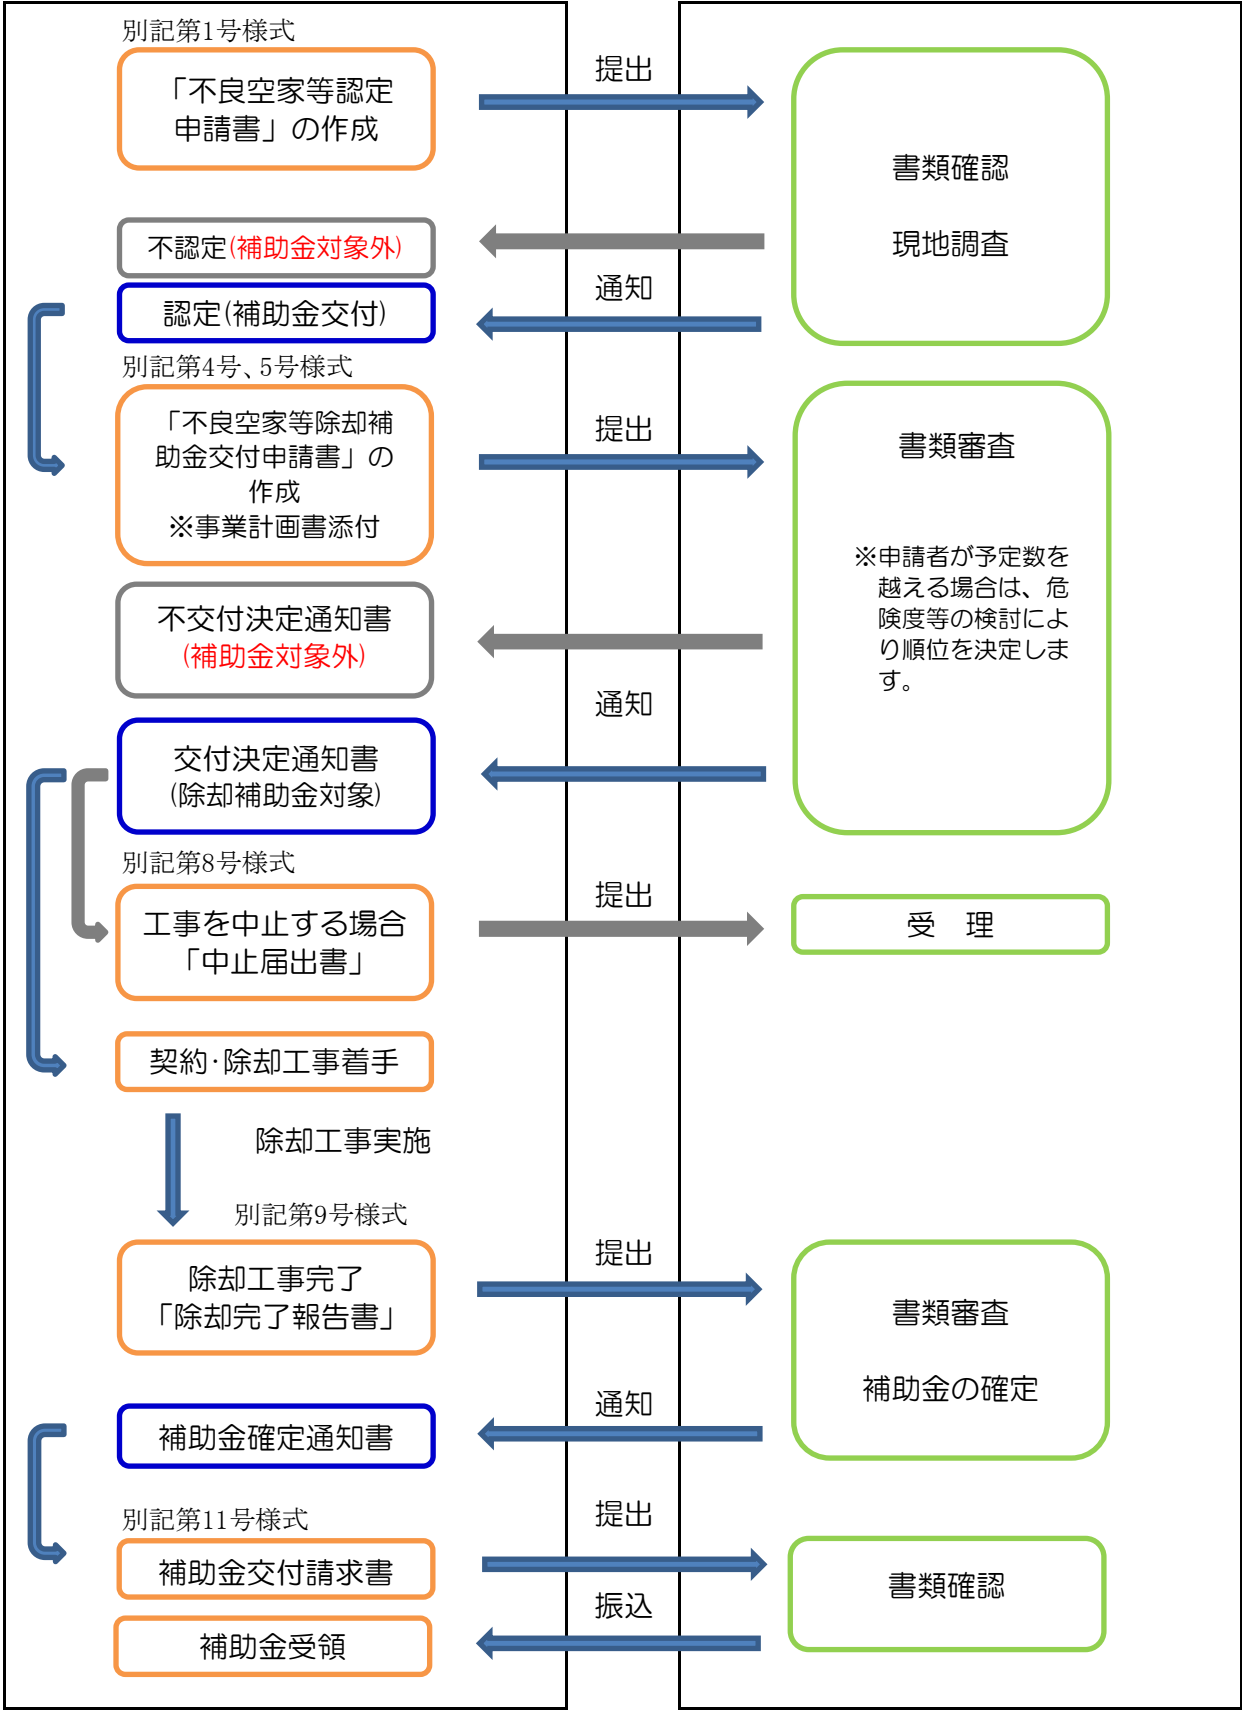 別記第1号様式
「不良空家等認定
申請書」の作成
提出
書類確認
現地調査
不認定(補助金対象外)
通知
認定(補助金交付)
別記第4号、5号様式
「不良空家等除却補
助金交付申請書」の
作成
※事業計画書添付
提出
書類審査
※申請者が予定数を
越える場合は、危
険度等の検討によ
り順位を決定しま
す。
不交付決定通知書
(補助金対象外)
通知
交付決定通知書
(除却補助金対象)
別記第8号様式
工事を中止する場合
「中止届出書」
提出
受　理
契約・除却工事着手
除却工事実施
別記第9号様式
除却工事完了
「除却完了報告書」
提出
書類審査
補助金の確定
通知
補助金確定通知書
別記第11号様式
補助金交付請求書
提出
書類確認
振込
補助金受領